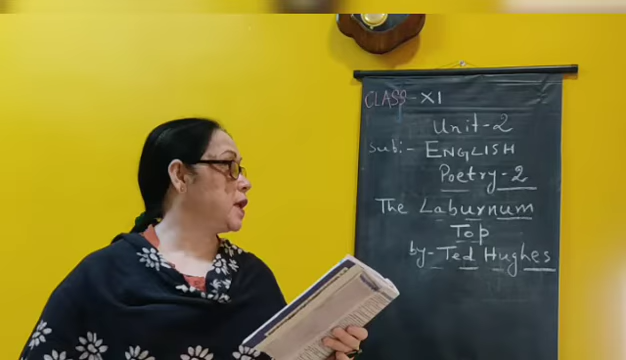 CLASS - XI
Unit-2
Sub:- ENGLISH
Poetry-2
The Laburnum
Top
by- Ted Hughes